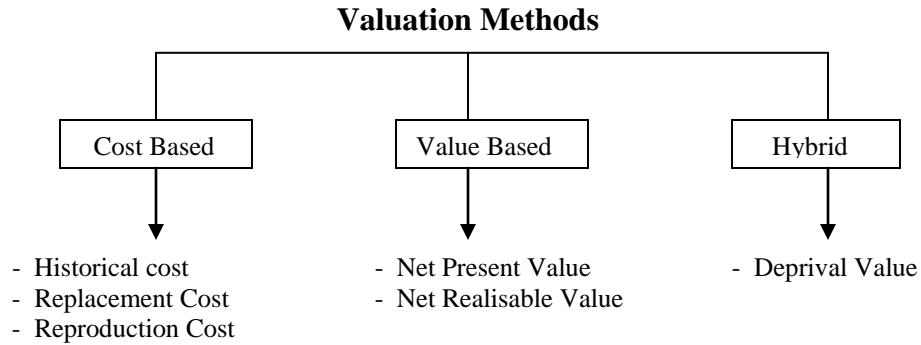 Valuation Methods
Cost Based
Value Based
Hybrid
- Historical cost
- Replacement Cost
- Reproduction Cost
- Net Present Value
- Net Realisable Value
- Deprival Value